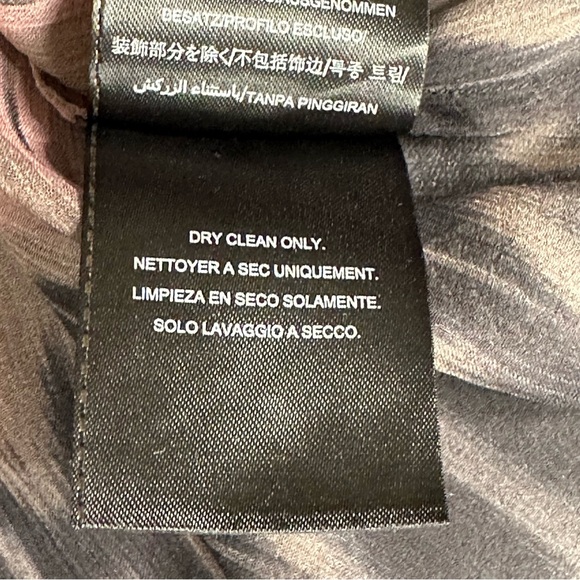 AUSGENOMMEN
BESATZ/PROFILO ESCLUSO/
装飾部分を除く/不包括饰边/특종 트림/
باستثناء الزركش/TANPA PINGGIRAN
DRY CLEAN ONLY.
NETTOYER A SEC UNIQUEMENT.
LIMPIEZA EN SECO SOLAMENTE.
SOLO LAVAGGIO A SECCO.